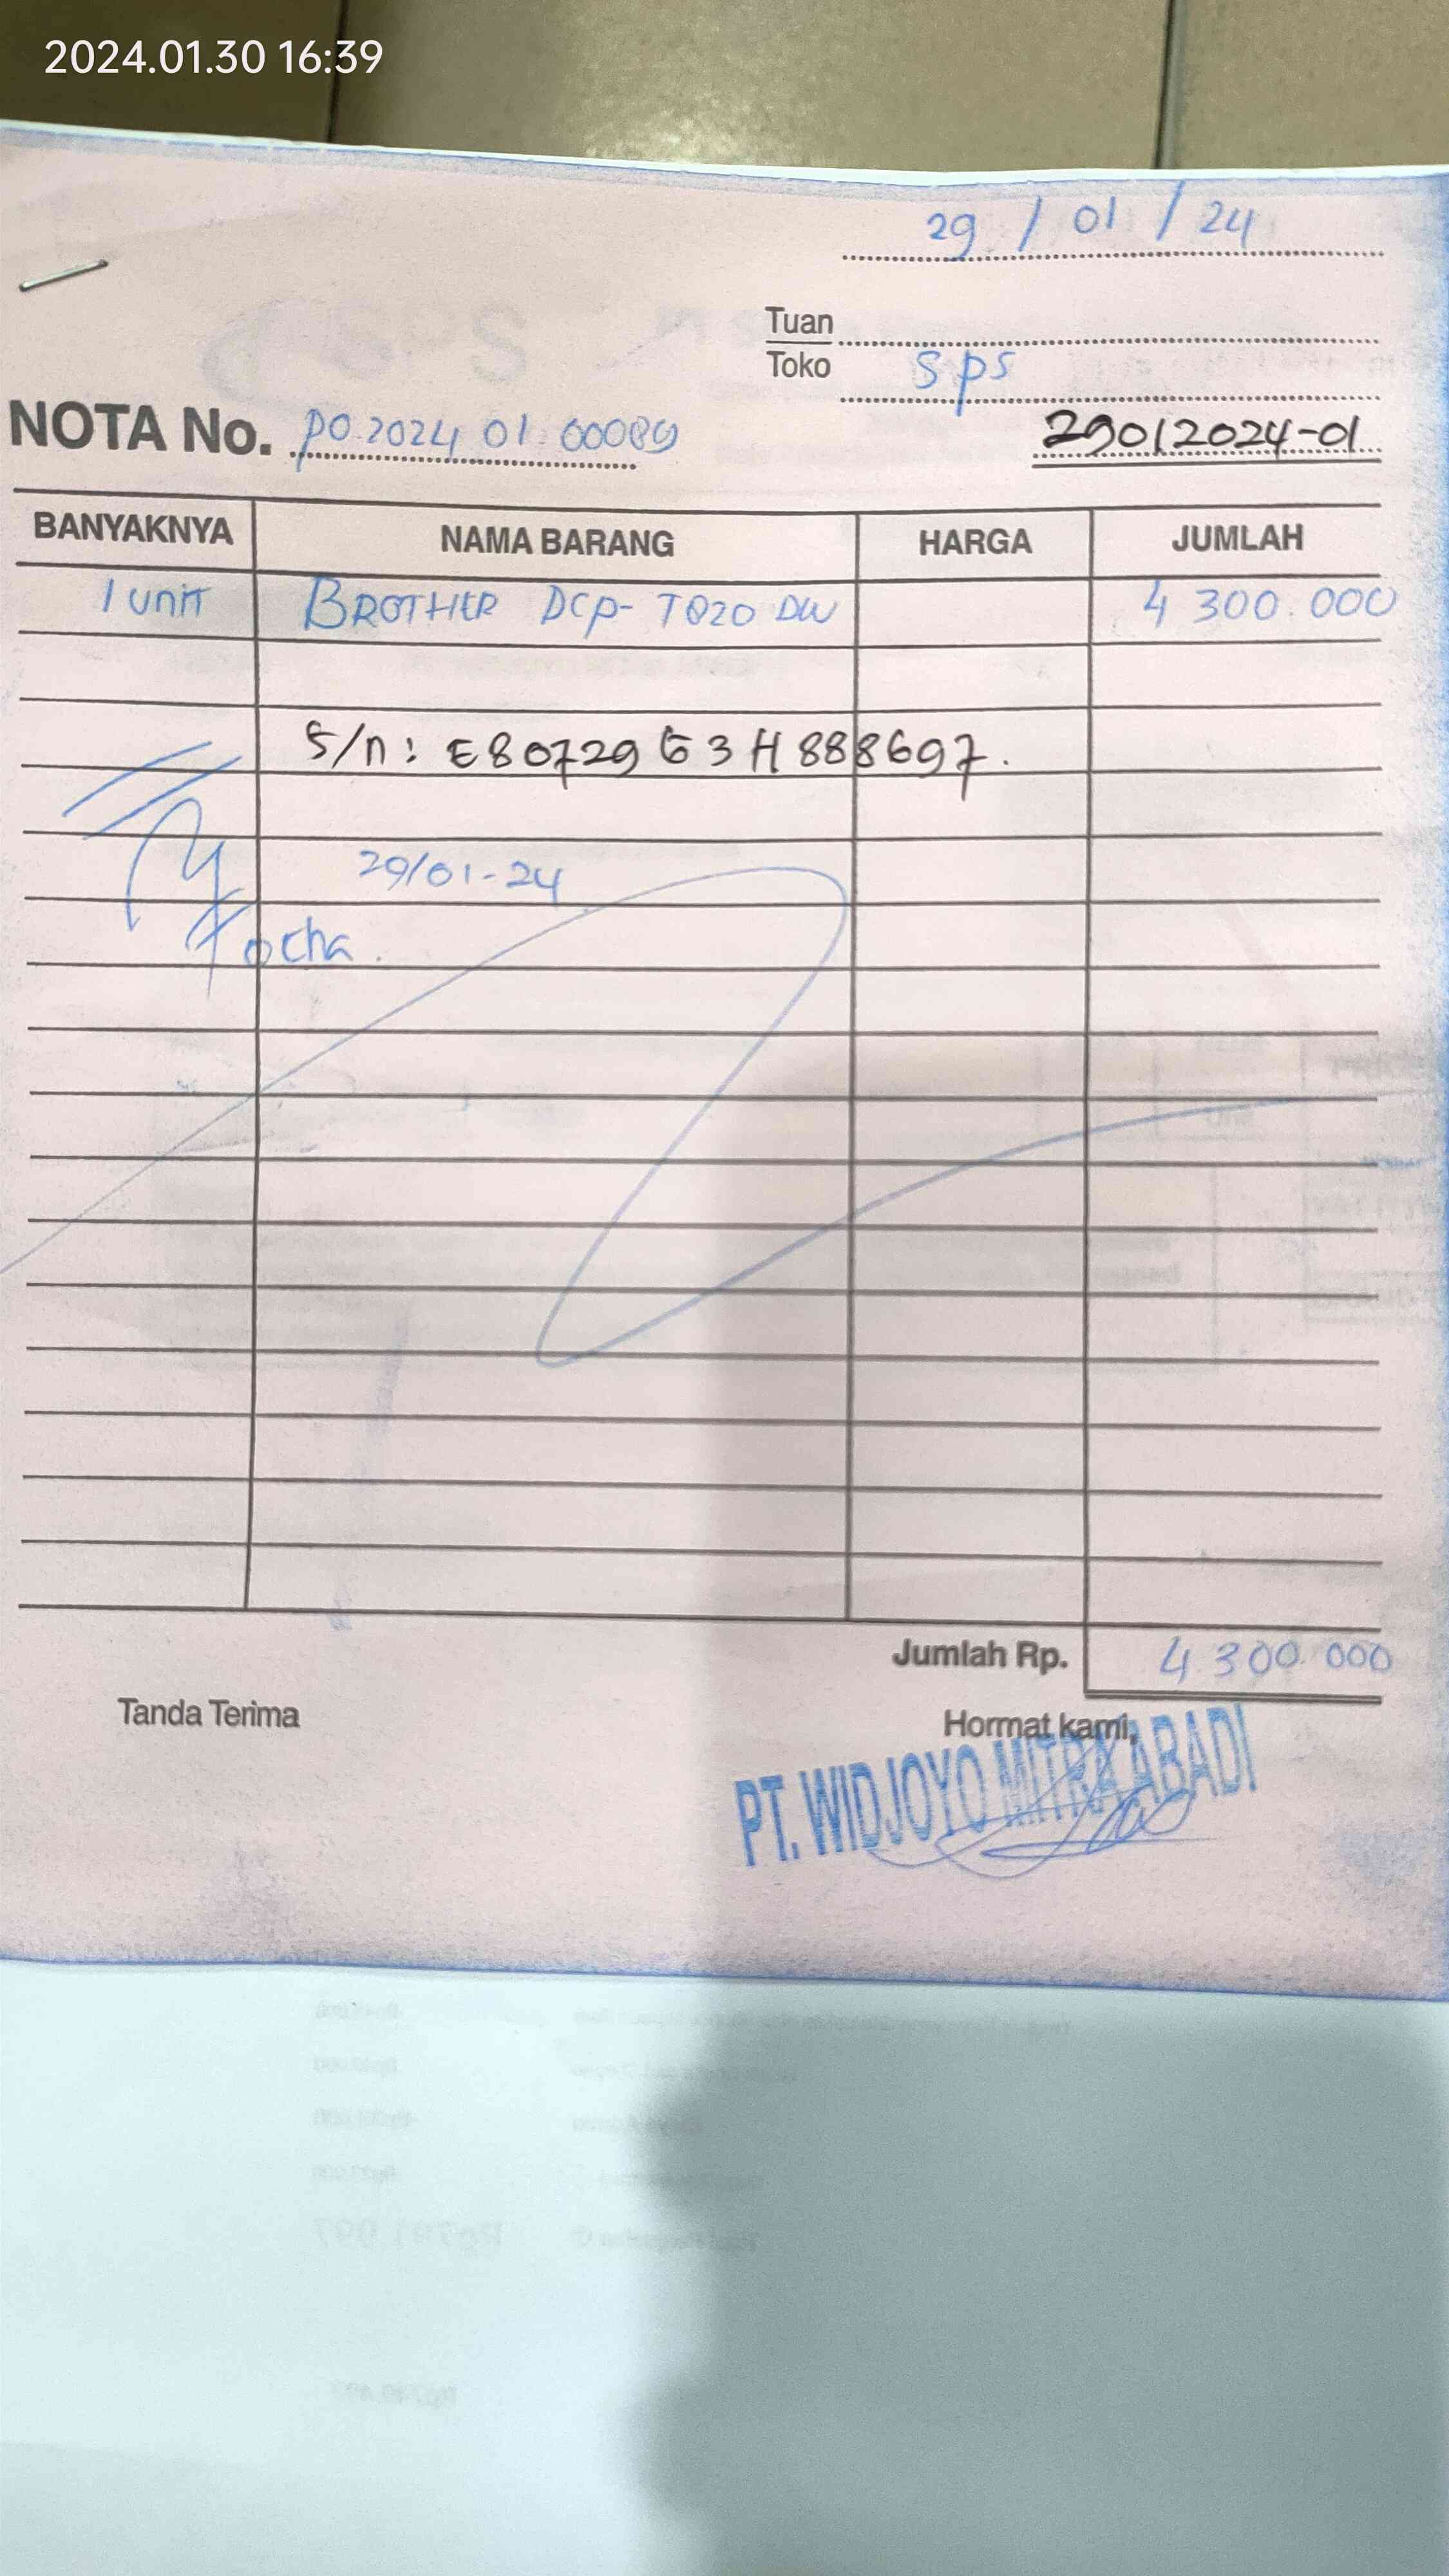 2024.01.30 16:39
29 / 01 / 24
Tuan
Toko SPS
NOTA No. PO.2024 01.00089
29012024-01
BANYAKNYA NAMA BARANG HARGA JUMLAH
1 unit BROTHER DCP-T820 DW 4 300.000
S/n: E80729G3H888697.
29/01-24
Jumlah Rp. 4 300.000
Tanda Terima Hormat kami,
PT. WIDJOYO MITRA ABADI